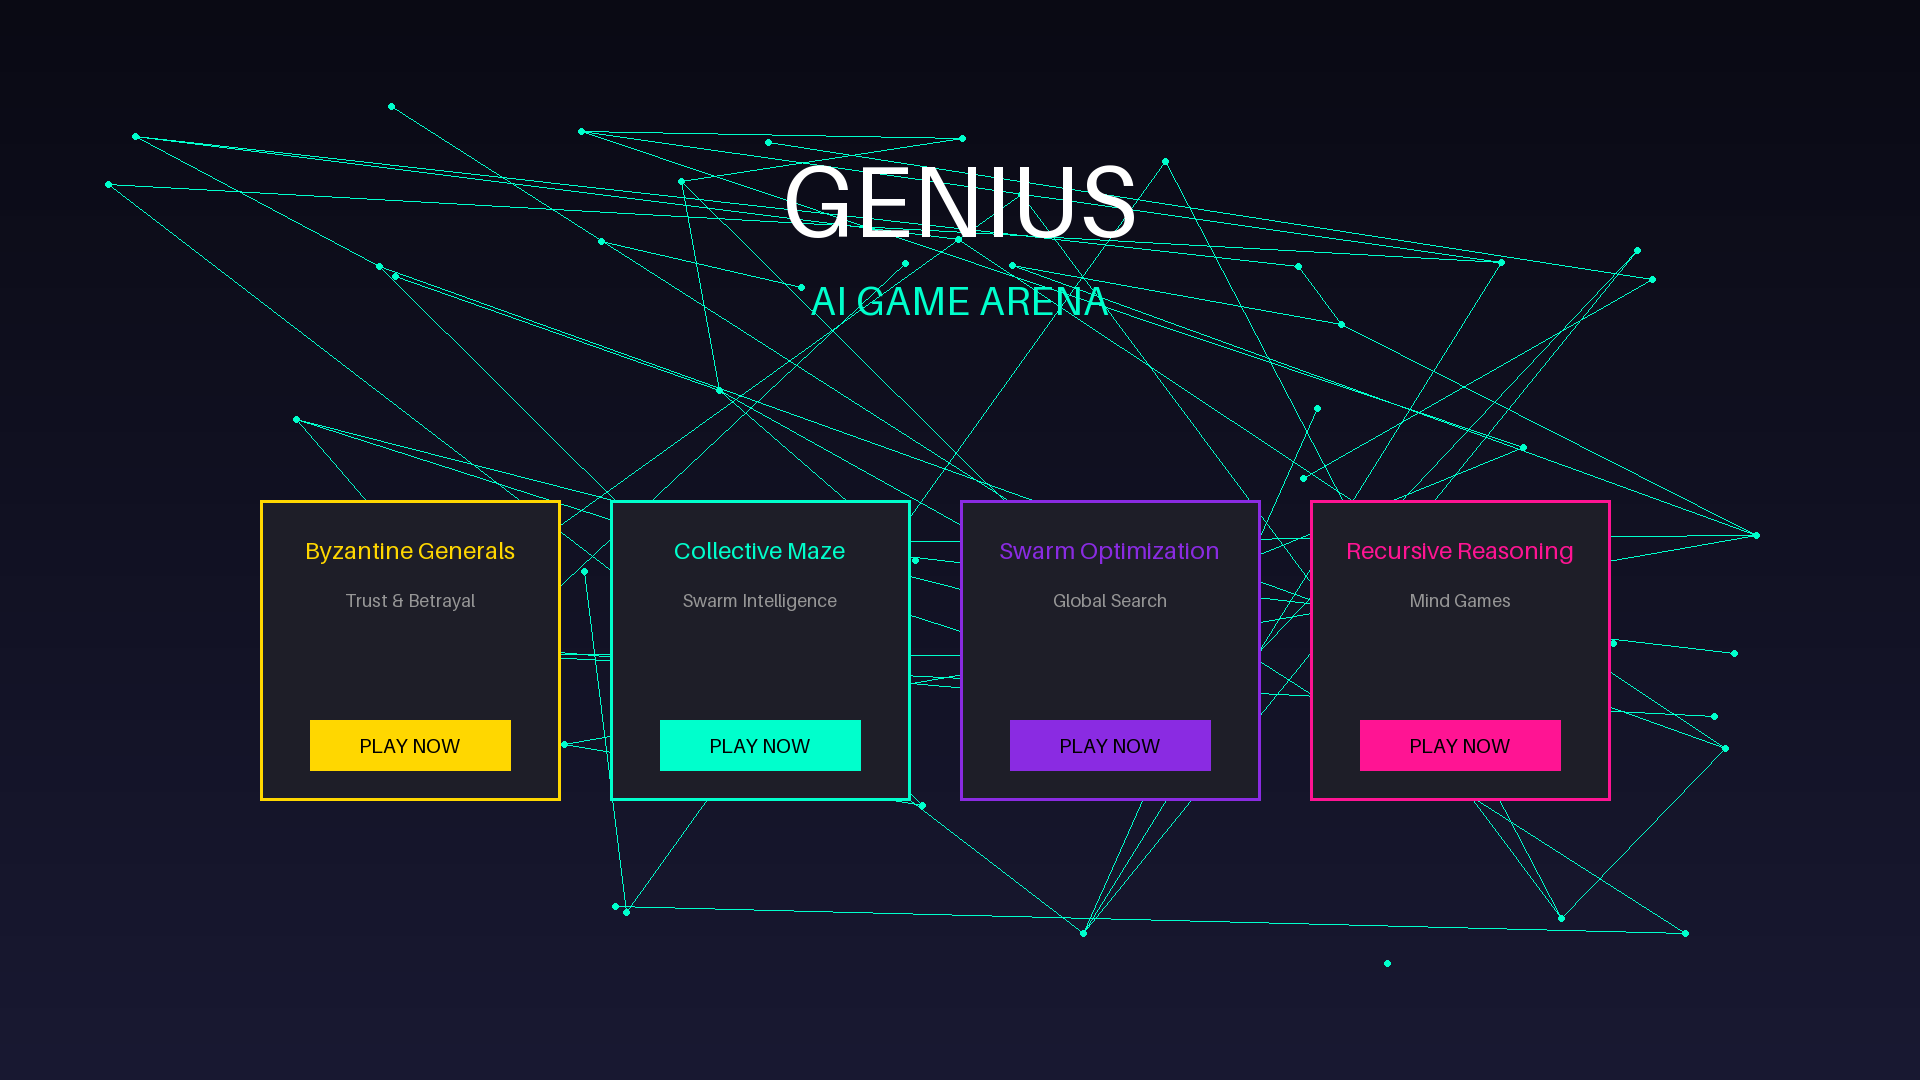 GENIUS
AI GAME ARENA
Byzantine Generals
Trust & Betrayal
PLAY NOW
Collective Maze
Swarm Intelligence
PLAY NOW
Swarm Optimization
Global Search
PLAY NOW
Recursive Reasoning
Mind Games
PLAY NOW